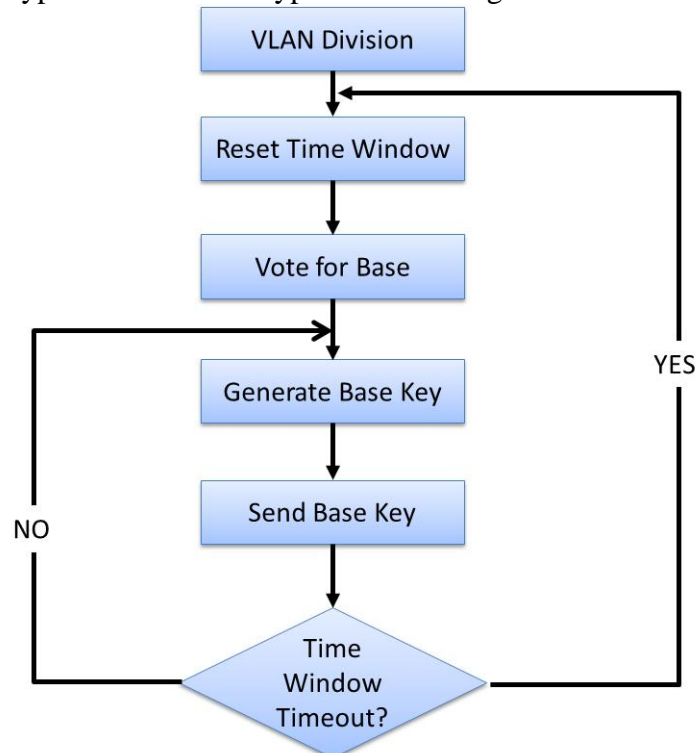 VLAN Division
Reset Time Window
Vote for Base
YES
Generate Base Key
Send Base Key
NO
Time
Window
Timeout?